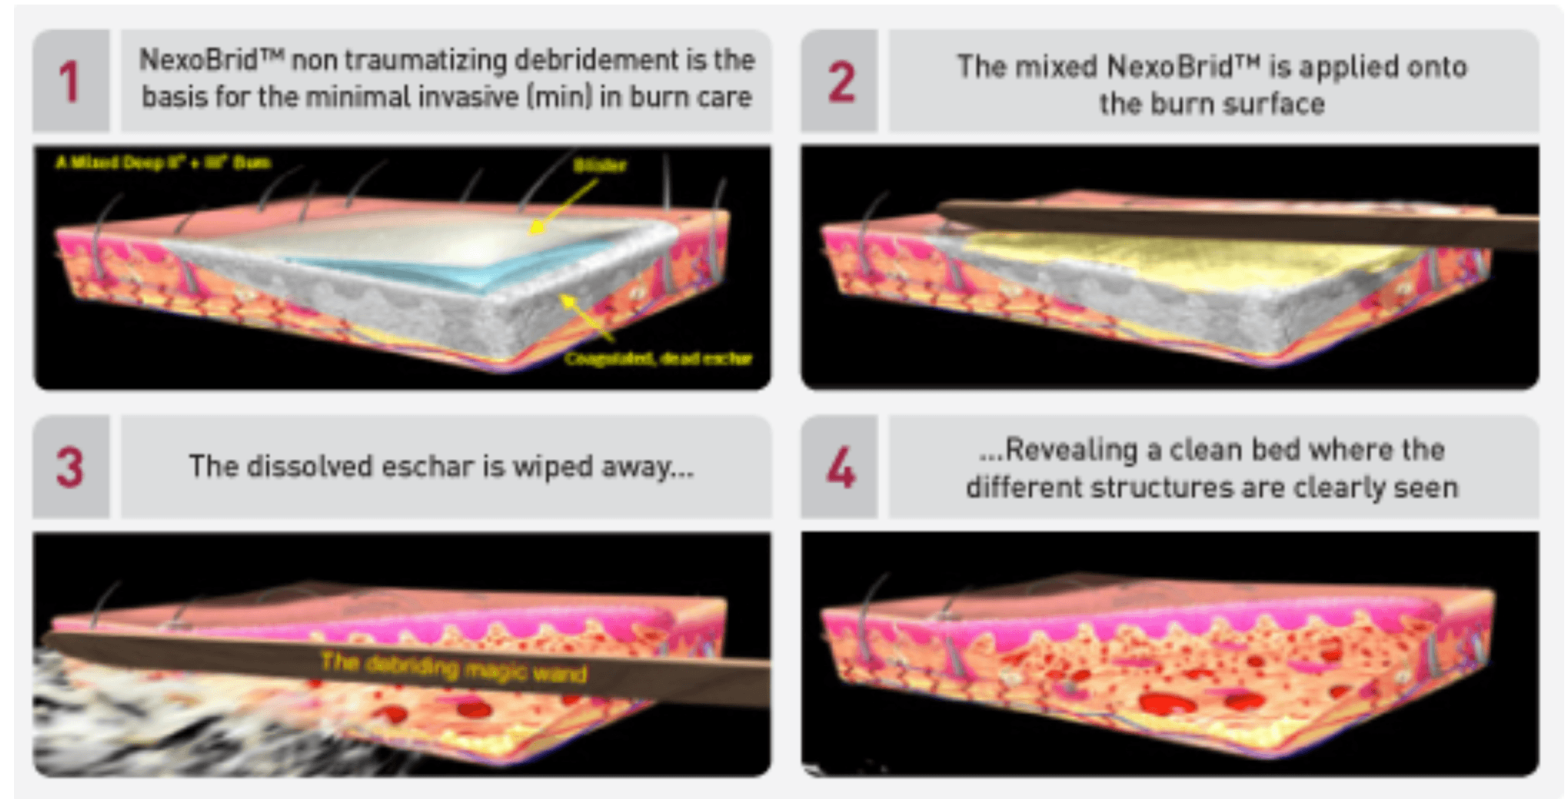 1
NexoBrid™ non traumatizing debridement is the
basis for the minimal invasive (min) in burn care
A Mixed Deep II° + III° Burn
Blister
Coagulated, dead eschar
2
The mixed NexoBrid™ is applied onto
the burn surface
3
The dissolved eschar is wiped away...
The debriding magic wand
4
...Revealing a clean bed where the
different structures are clearly seen